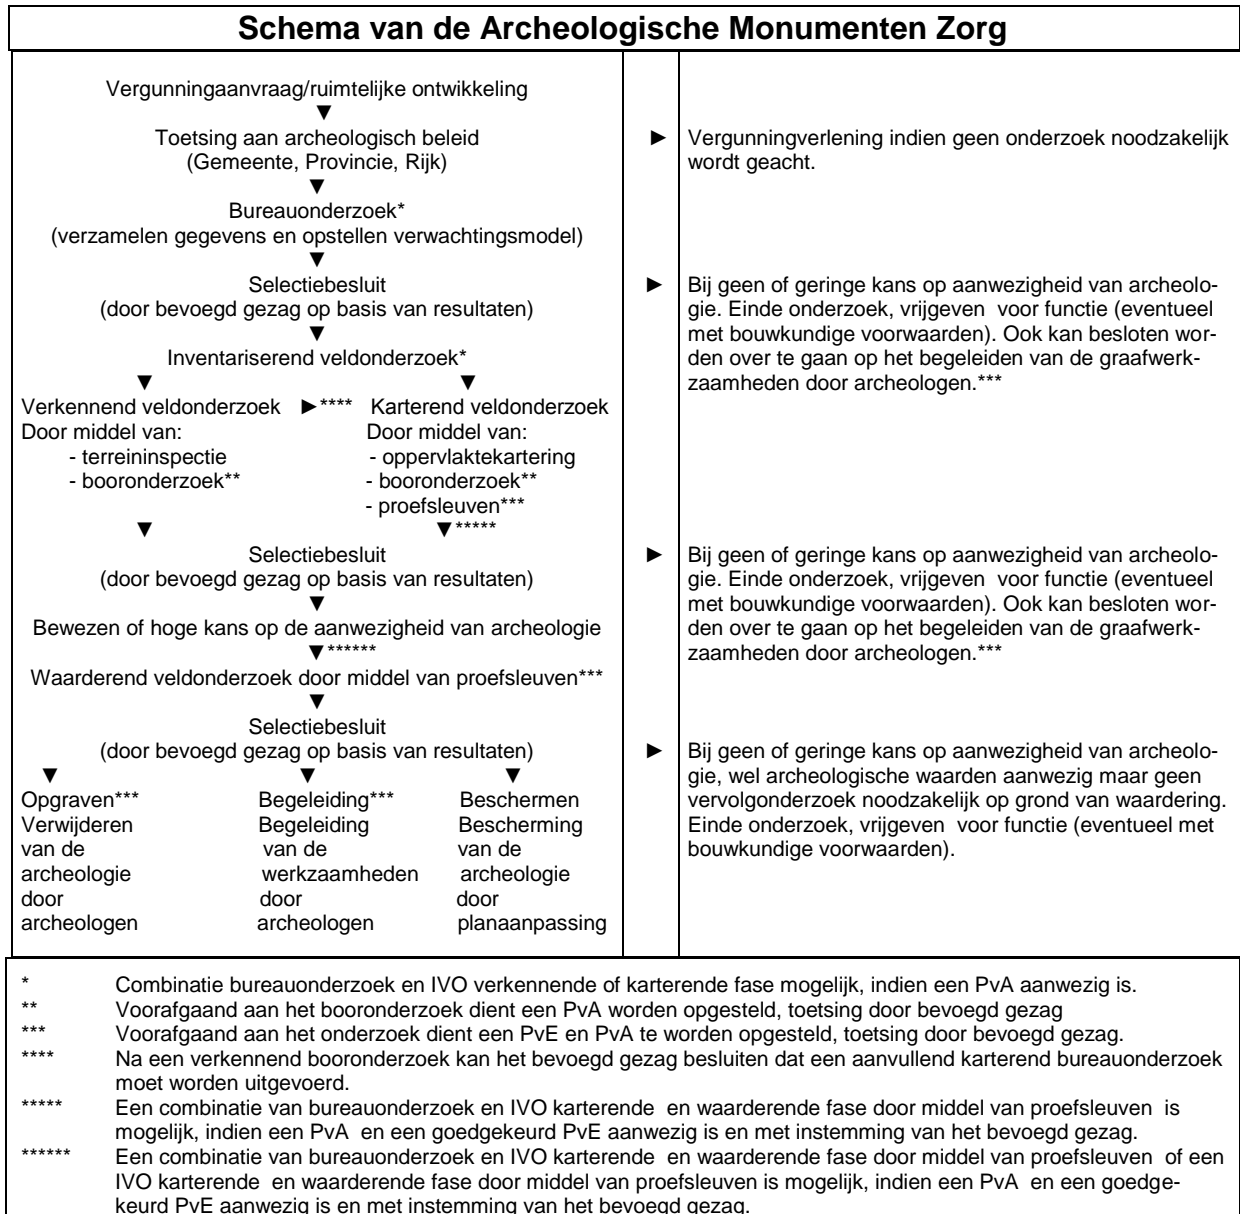 Schema van de Archeologische Monumenten Zorg
Vergunningaanvraag/ruimtelijke ontwikkeling
▼
Toetsing aan archeologisch beleid
(Gemeente, Provincie, Rijk)
► Vergunningverlening indien geen onderzoek noodzakelijk
wordt geacht.
▼
Bureauonderzoek*
(verzamelen gegevens en opstellen verwachtingsmodel)
▼
Selectiebesluit
(door bevoegd gezag op basis van resultaten)
► Bij geen of geringe kans op aanwezigheid van archeolo-
gie. Einde onderzoek, vrijgeven voor functie (eventueel
met bouwkundige voorwaarden). Ook kan besloten wor-
den over te gaan op het begeleiden van de graafwerk-
zaamheden door archeologen.***
▼
Inventariserend veldonderzoek*
▼ ▼
Verkennend veldonderzoek ►**** Karterend veldonderzoek
Door middel van: Door middel van:
- terreininspectie - oppervlaktekartering
- booronderzoek** - booronderzoek**
- proefsleuven***
▼ ▼*****
Selectiebesluit
(door bevoegd gezag op basis van resultaten)
► Bij geen of geringe kans op aanwezigheid van archeolo-
gie. Einde onderzoek, vrijgeven voor functie (eventueel
met bouwkundige voorwaarden). Ook kan besloten wor-
den over te gaan op het begeleiden van de graafwerk-
zaamheden door archeologen.***
▼
Bewezen of hoge kans op de aanwezigheid van archeologie
▼******
Waarderend veldonderzoek door middel van proefsleuven***
▼
Selectiebesluit
(door bevoegd gezag op basis van resultaten)
► Bij geen of geringe kans op aanwezigheid van archeolo-
gie, wel archeologische waarden aanwezig maar geen
vervolgonderzoek noodzakelijk op grond van waardering.
Einde onderzoek, vrijgeven voor functie (eventueel met
bouwkundige voorwaarden).
▼ ▼ ▼
Opgraven*** Begeleiding*** Beschermen
Verwijderen Begeleiding Bescherming
van de van de van de
archeologie werkzaamheden archeologie
door door door
archeologen archeologen planaanpassing
* Combinatie bureauonderzoek en IVO verkennende of karterende fase mogelijk, indien een PvA aanwezig is.
** Voorafgaand aan het booronderzoek dient een PvA worden opgesteld, toetsing door bevoegd gezag
*** Voorafgaand aan het onderzoek dient een PvE en PvA te worden opgesteld, toetsing door bevoegd gezag.
**** Na een verkennend booronderzoek kan het bevoegd gezag besluiten dat een aanvullend karterend bureauonderzoek
moet worden uitgevoerd.
***** Een combinatie van bureauonderzoek en IVO karterende en waarderende fase door middel van proefsleuven is
mogelijk, indien een PvA en een goedgekeurd PvE aanwezig is en met instemming van het bevoegd gezag.
****** Een combinatie van bureauonderzoek en IVO karterende en waarderende fase door middel van proefsleuven of een
IVO karterende en waarderende fase door middel van proefsleuven is mogelijk, indien een PvA en een goedge-
keurd PvE aanwezig is en met instemming van het bevoegd gezag.